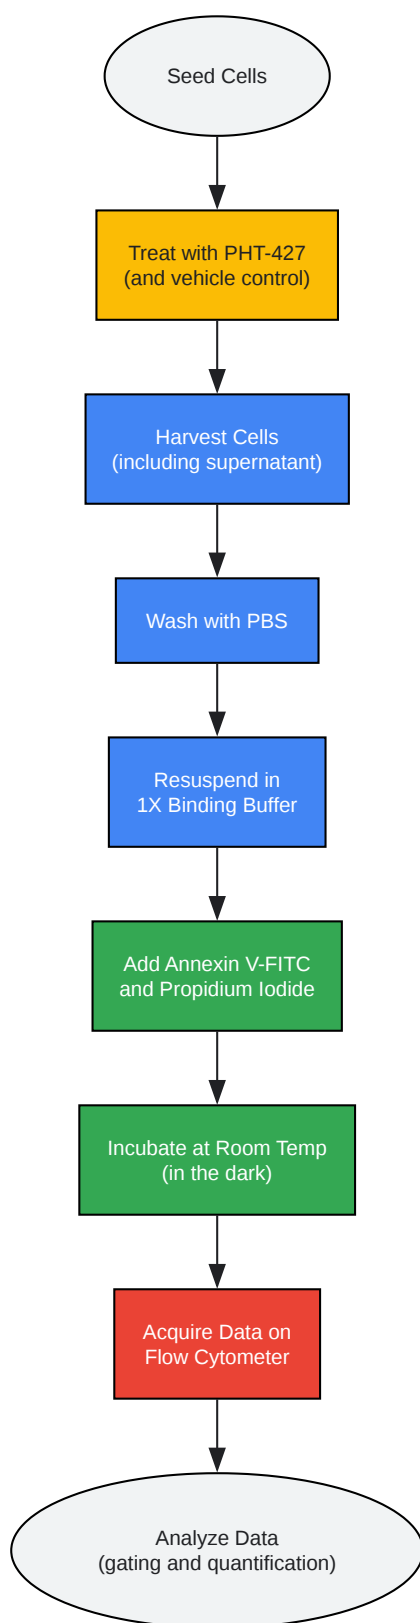 Seed Cells
Treat with PHT-427
(and vehicle control)
Harvest Cells
(including supernatant)
Wash with PBS
Resuspend in
1X Binding Buffer
Add Annexin V-FITC
and Propidium Iodide
Incubate at Room Temp
(in the dark)
Acquire Data on
Flow Cytometer
Analyze Data
(gating and quantification)